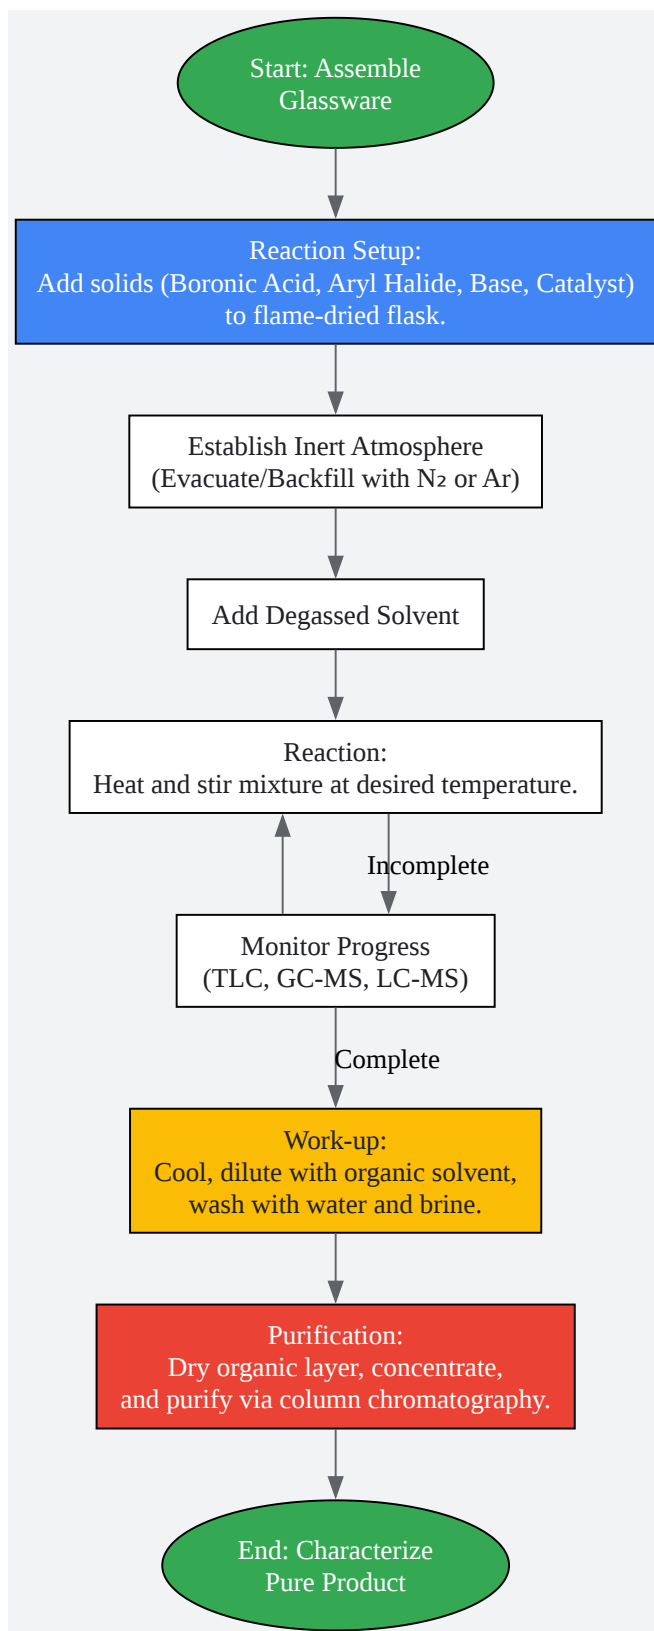 Start: Assemble
Glassware
Reaction Setup:
Add solids (Boronic Acid, Aryl Halide, Base, Catalyst)
to flame-dried flask.
Establish Inert Atmosphere
(Evacuate/Backfill with N₂ or Ar)
Add Degassed Solvent
Reaction:
Heat and stir mixture at desired temperature.
Incomplete
Monitor Progress
(TLC, GC-MS, LC-MS)
Complete
Work-up:
Cool, dilute with organic solvent,
wash with water and brine.
Purification:
Dry organic layer, concentrate,
and purify via column chromatography.
End: Characterize
Pure Product